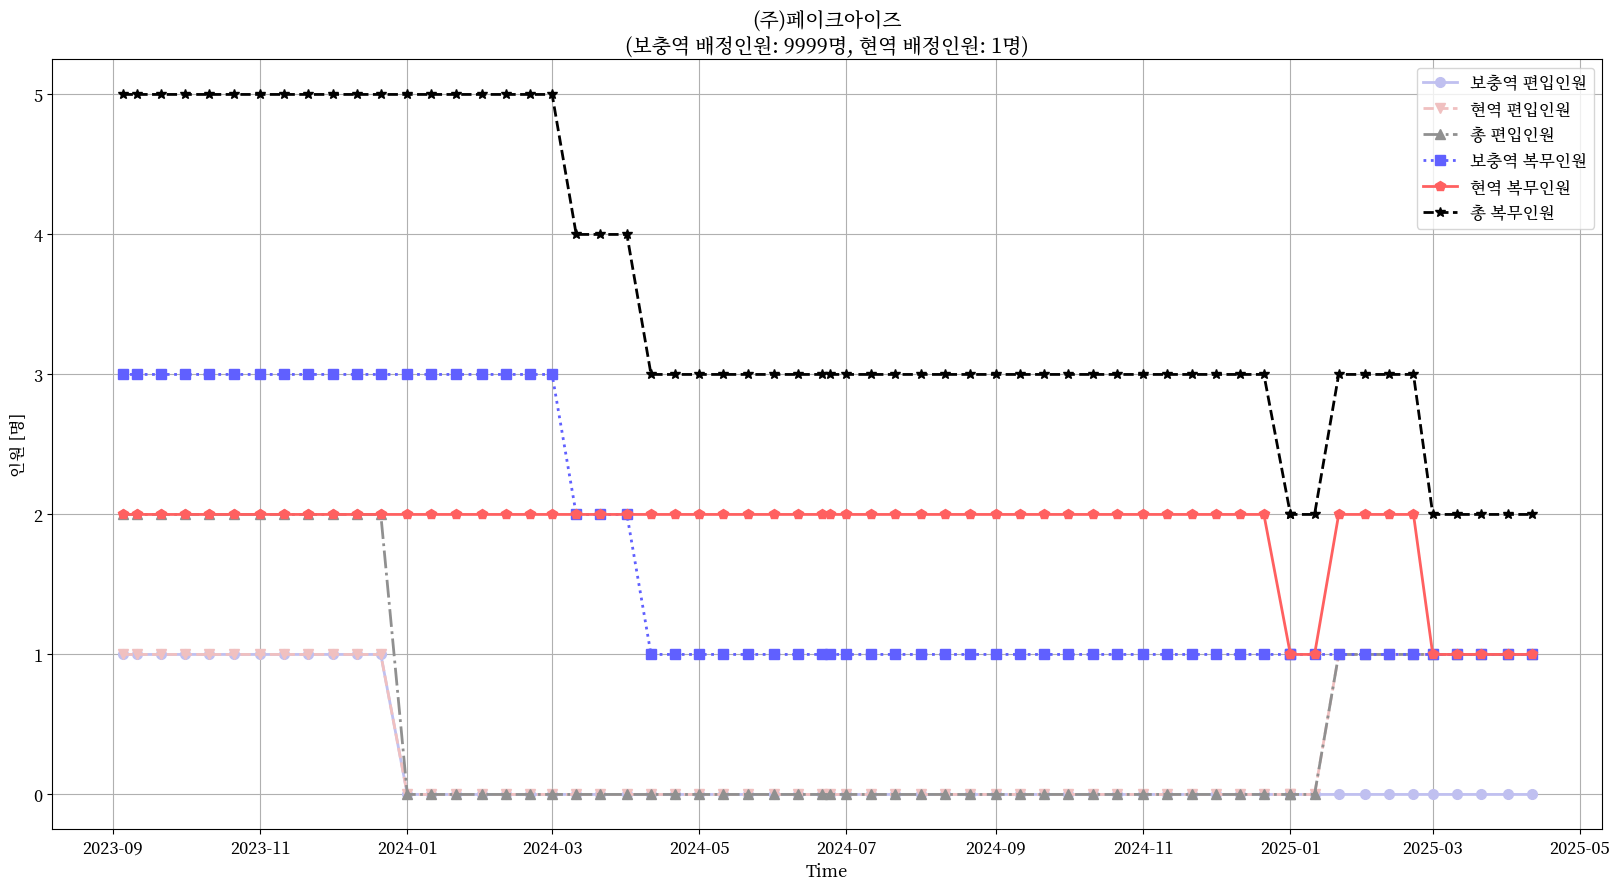 (주)페이크아이즈
(보충역 배정인원: 9999명, 현역 배정인원: 1명)
보충역 편입인원
현역 편입인원
총 편입인원
보충역 복무인원
현역 복무인원
총 복무인원
인원 [명]
5
4
3
2
1
0
2023-09
2023-11
2024-01
2024-03
2024-05
2024-07
2024-09
2024-11
2025-01
2025-03
2025-05
Time